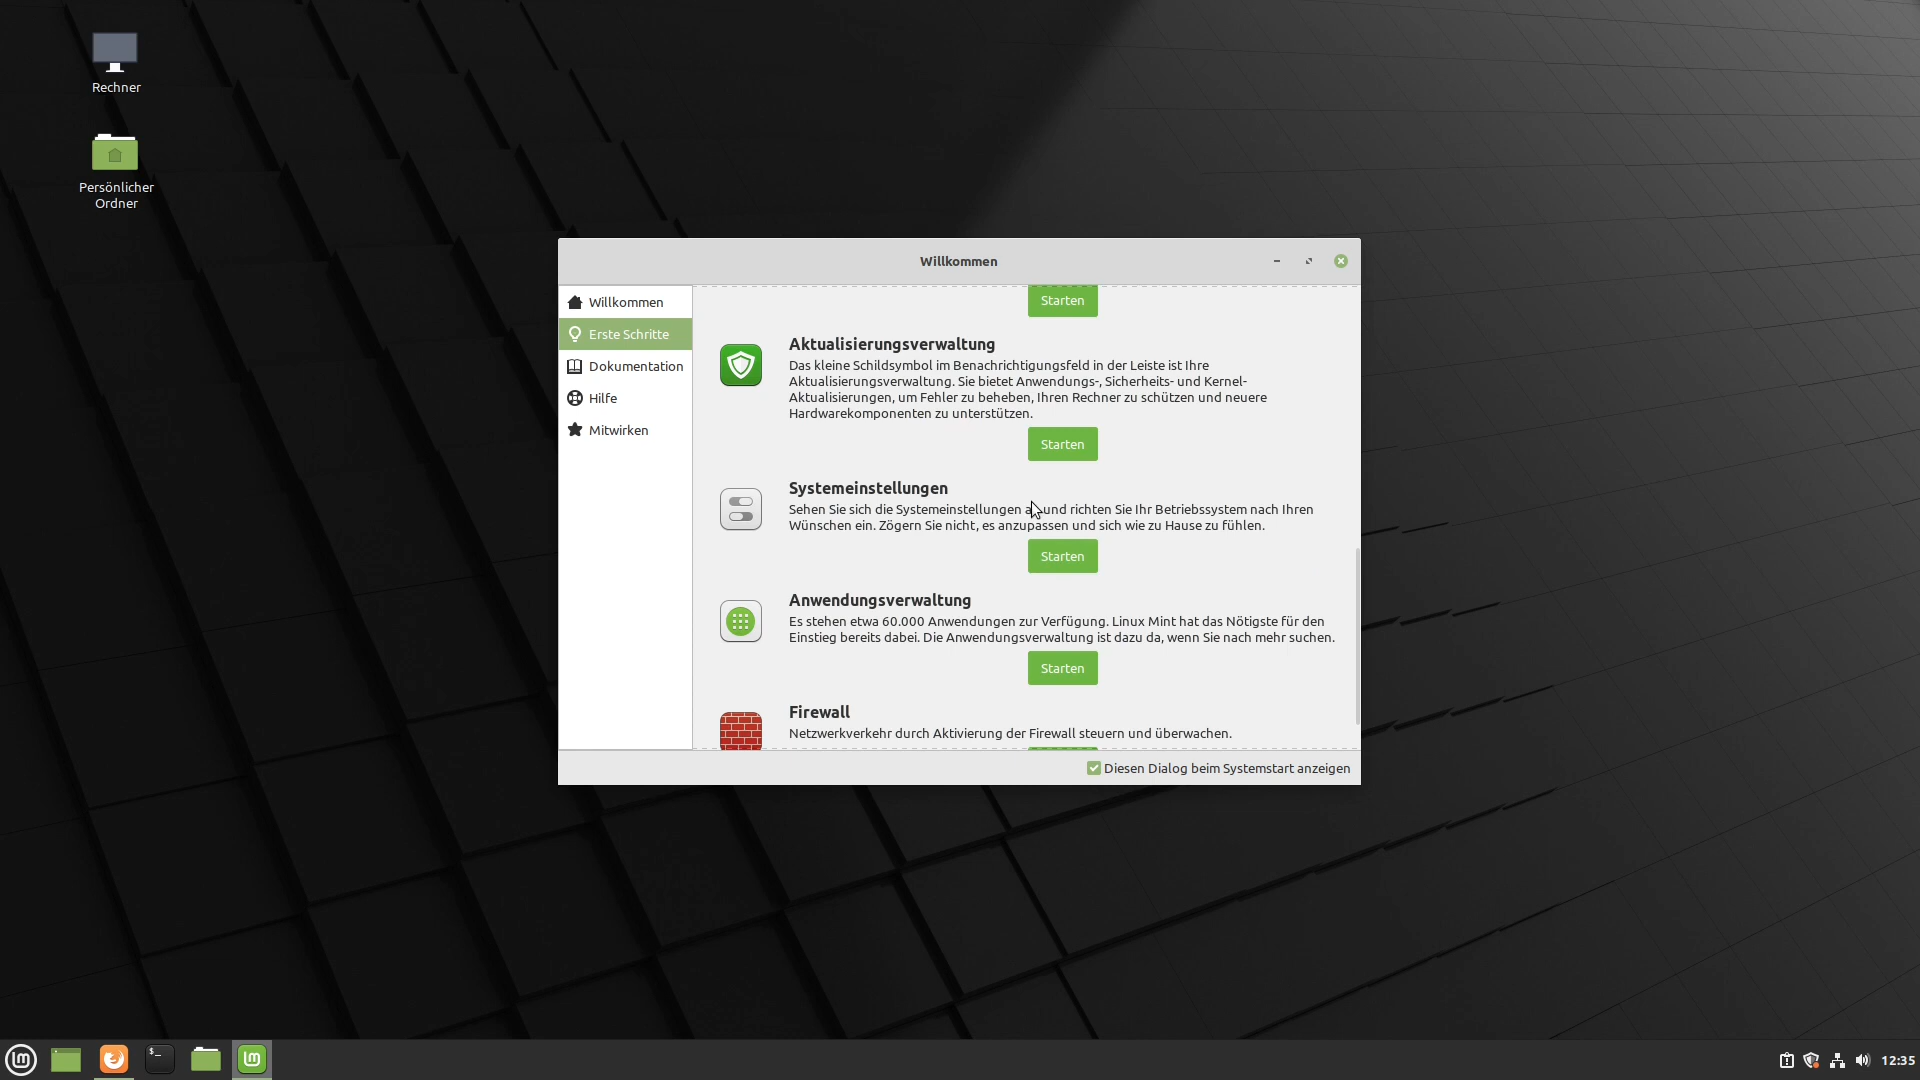 Rechner
Persönlicher
Ordner
Willkommen
Willkommen
Erste Schritte
Dokumentation
Hilfe
Mitwirken
Starten
Aktualisierungsverwaltung
Das kleine Schildsymbol im Benachrichtigungsfeld in der Leiste ist Ihre
Aktualisierungsverwaltung. Sie bietet Anwendungs-, Sicherheits- und Kernel-
Aktualisierungen, um Fehler zu beheben, Ihren Rechner zu schützen und neuere
Hardwarekomponenten zu unterstützen.
Starten
Systemeinstellungen
Sehen Sie sich die Systemeinstellungen und richten Sie Ihr Betriebssystem nach Ihren
Wünschen ein. Zögern Sie nicht, es anzupassen und sich wie zu Hause zu fühlen.
Starten
Anwendungsverwaltung
Es stehen etwa 60.000 Anwendungen zur Verfügung. Linux Mint hat das Nötigste für den
Einstieg bereits dabei. Die Anwendungsverwaltung ist dazu da, wenn Sie nach mehr suchen.
Starten
Firewall
Netzwerkverkehr durch Aktivierung der Firewall steuern und überwachen.
Diesen Dialog beim Systemstart anzeigen
$_
12:35